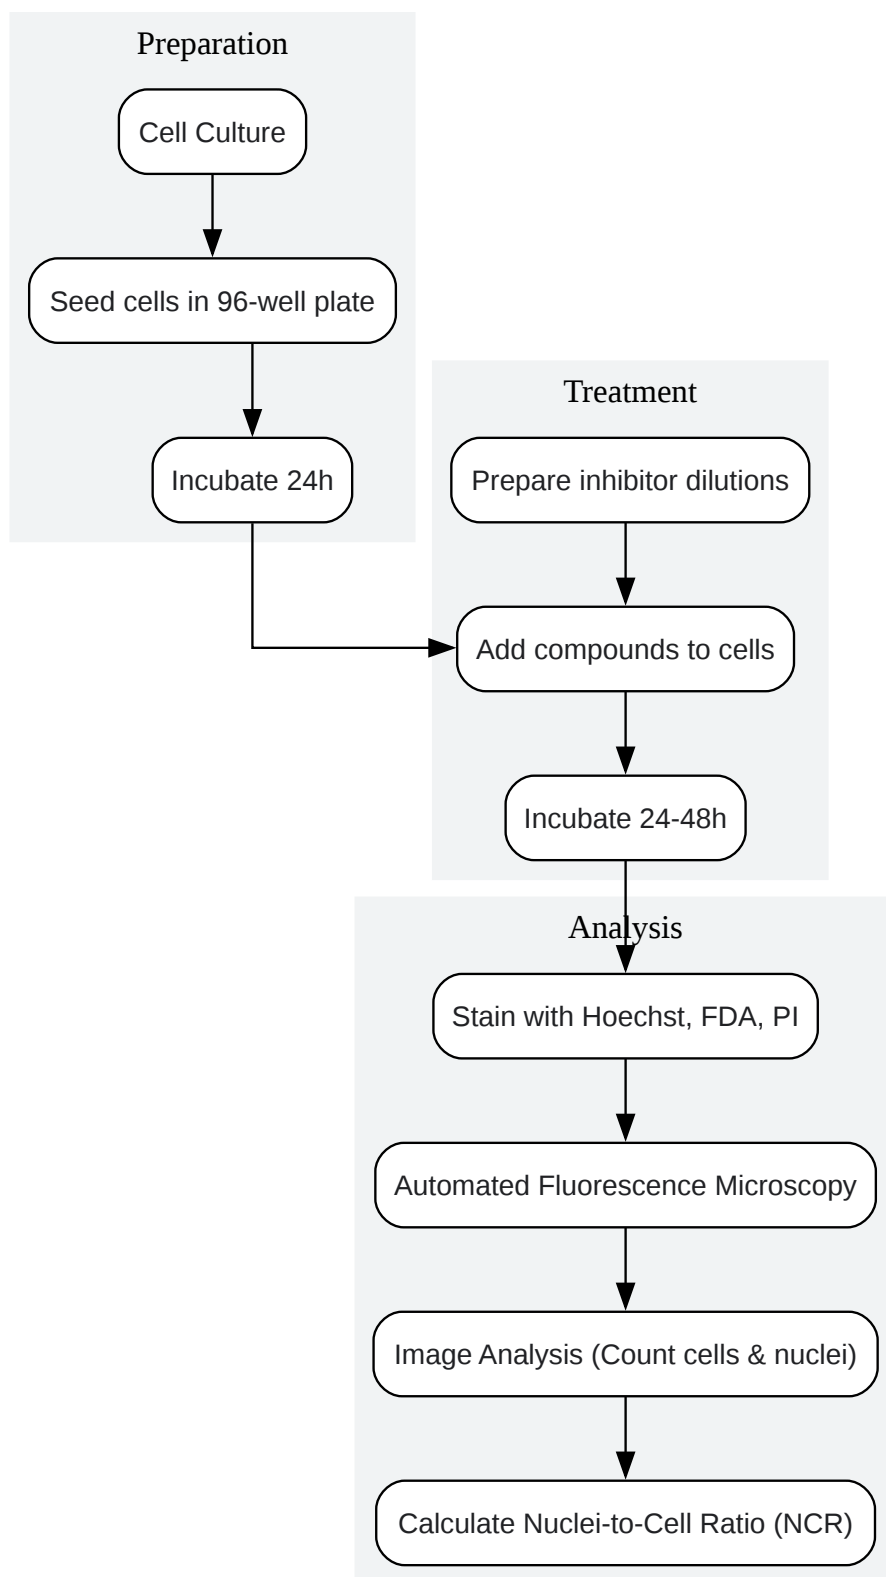 Preparation
Cell Culture
Seed cells in 96-well plate
Incubate 24h
Treatment
Prepare inhibitor dilutions
Add compounds to cells
Incubate 24-48h
Analysis
Stain with Hoechst, FDA, PI
Automated Fluorescence Microscopy
Image Analysis (Count cells & nuclei)
Calculate Nuclei-to-Cell Ratio (NCR)